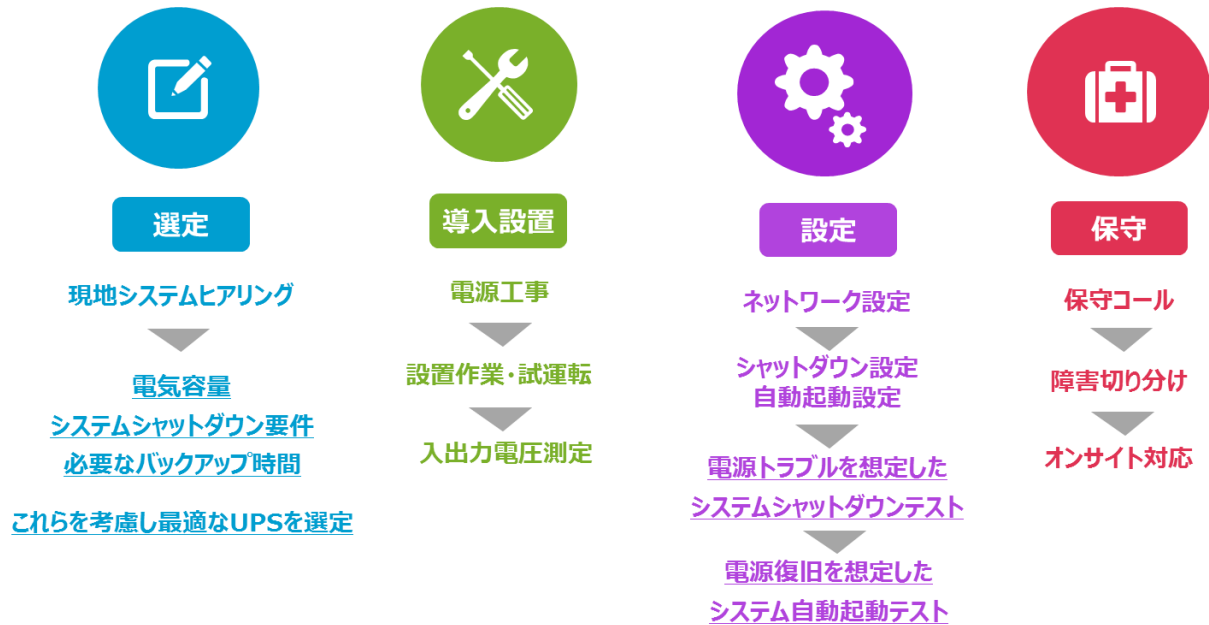 選定
現地システムヒアリング
電気容量
システムシャットダウン要件
必要なバックアップ時間
これらを考慮し最適なUPSを選定
導入設置
電源工事
設置作業・試運転
入出力電圧測定
設定
ネットワーク設定
シャットダウン設定
自動起動設定
電源トラブルを想定した
システムシャットダウンテスト
電源復旧を想定した
システム自動起動テスト
保守
保守コール
障害切り分け
オンサイト対応